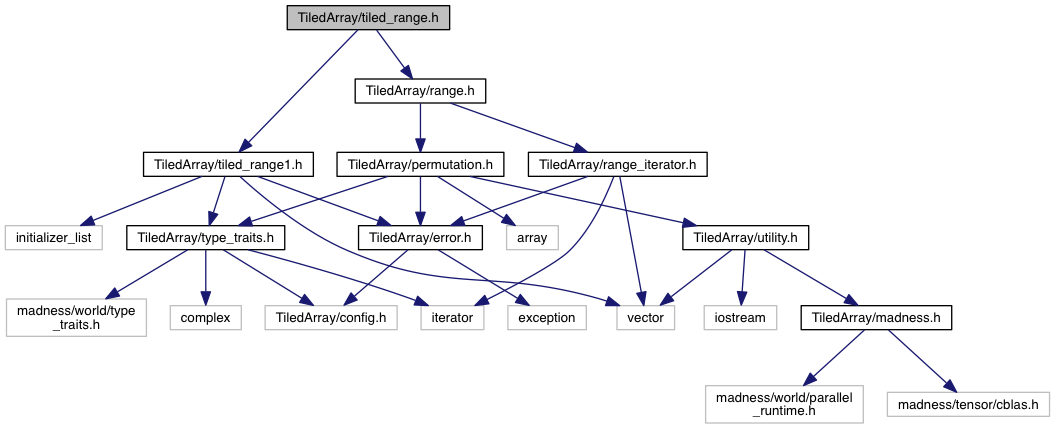 TiledArray/tiled_range.h
TiledArray/range.h
TiledArray/tiled_range1.h
TiledArray/permutation.h
TiledArray/range_iterator.h
initializer_list
TiledArray/type_traits.h
TiledArray/error.h
array
TiledArray/utility.h
madness/world/type
_traits.h
complex
TiledArray/config.h
iterator
exception
vector
iostream
TiledArray/madness.h
madness/world/parallel
_runtime.h
madness/tensor/cblas.h